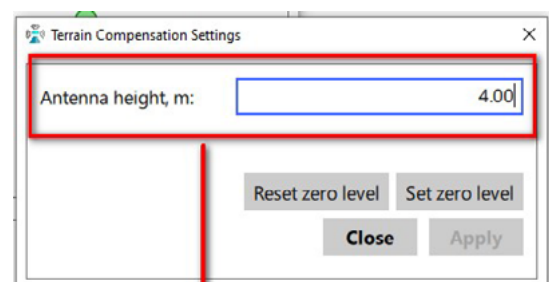 Terrain Compensation Settings
Antenna height, m: 4.00
Reset zero level Set zero level
Close Apply